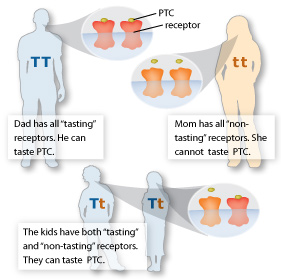 PTC
receptor
TT
tt
Dad has all “tasting”
receptors. He can
taste PTC.
Mom has all “non-
tasting” receptors. She
cannot taste PTC.
Tt
Tt
The kids have both “tasting”
and “non-tasting” receptors.
They can taste PTC.